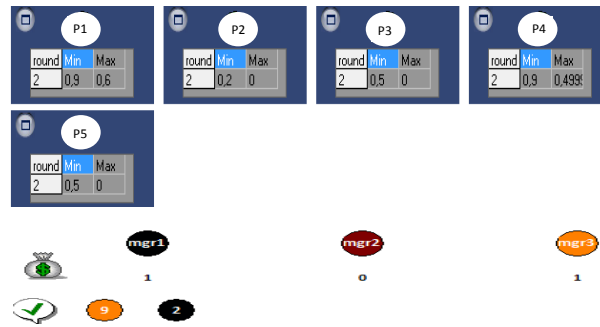 P1 P2 P3 P4
round Min Max round Min Max round Min Max round Min Max
2 0,9 0,6 2 0,2 0 2 0,5 0 2 0,9 0,499
P5
round Min Max
2 0,5 0
mgr1 mgr2 mgr3
$
1 0 1
9 2